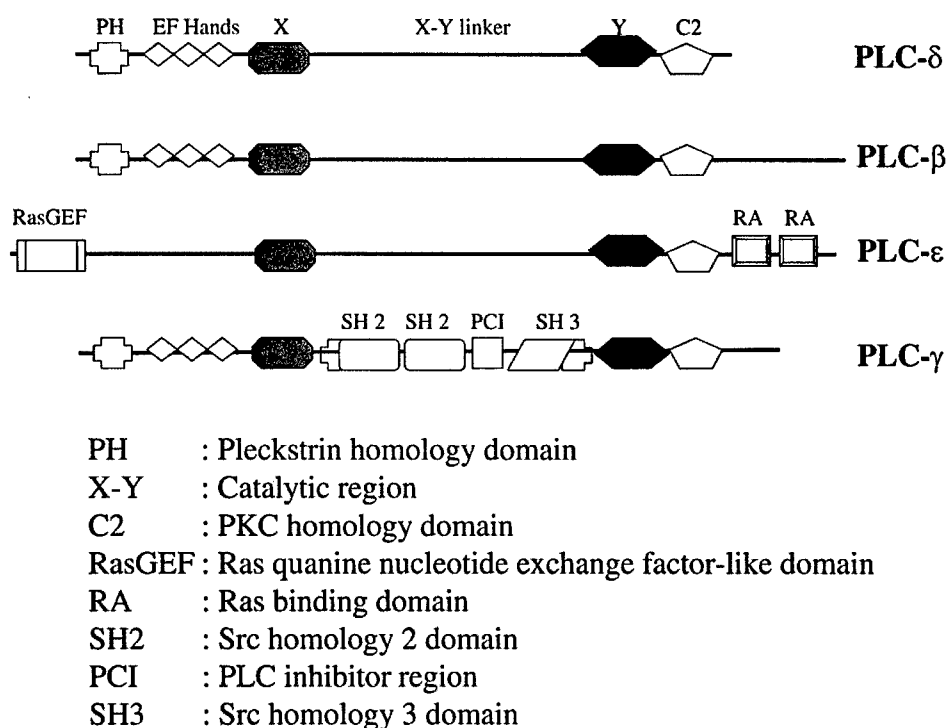 PH EF Hands X X-Y linker Y C2
PLC-δ
PLC-β
RasGEF RA RA
PLC-ε
SH 2 SH 2 PCI SH 3
PLC-γ
PH : Pleckstrin homology domain
X-Y : Catalytic region
C2 : PKC homology domain
RasGEF : Ras quanine nucleotide exchange factor-like domain
RA : Ras binding domain
SH2 : Src homology 2 domain
PCI : PLC inhibitor region
SH3 : Src homology 3 domain